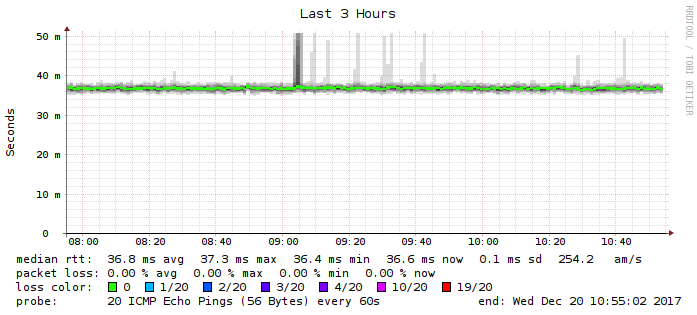 Last 3 Hours
RRDTOOL / TOBI OETIKER
Seconds
50 m
40 m
30 m
20 m
10 m
0
08:00 08:20 08:40 09:00 09:20 09:40 10:00 10:20 10:40
median rtt: 36.8 ms avg 37.3 ms max 36.4 ms min 36.6 ms now 0.1 ms sd 254.2 am/s
packet loss: 0.00 % avg 0.00 % max 0.00 % min 0.00 % now
loss color: 0 1/20 2/20 3/20 4/20 10/20 19/20
probe: 20 ICMP Echo Pings (56 Bytes) every 60s end: Wed Dec 20 10:55:02 2017